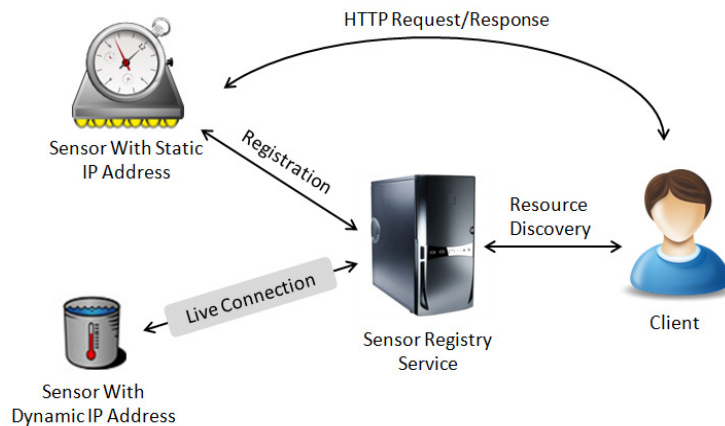 HTTP Request/Response
Sensor With Static
IP Address
Registration
Resource
Discovery
Live Connection
Sensor Registry
Service
Client
Sensor With
Dynamic IP Address